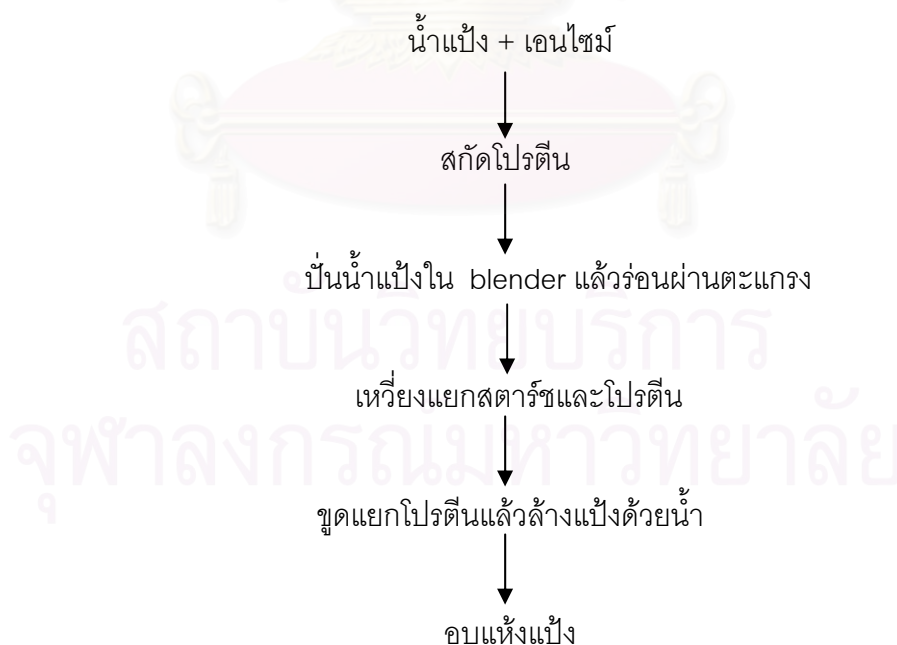 น้ำแป้ง + เอนไซม์
สกัดโปรตีน
ปั่นน้ำแป้งใน blender แล้วร่อนผ่านตะแกรง
สถาบันวิทยบริการ
เหวี่ยงแยกสตาร์ชและโปรตีน
จุฬาลงกรณ์มหาวิทยาลัย
ขูดแยกโปรตีนแล้วล้างแป้งด้วยน้ำ
อบแห้งแป้ง